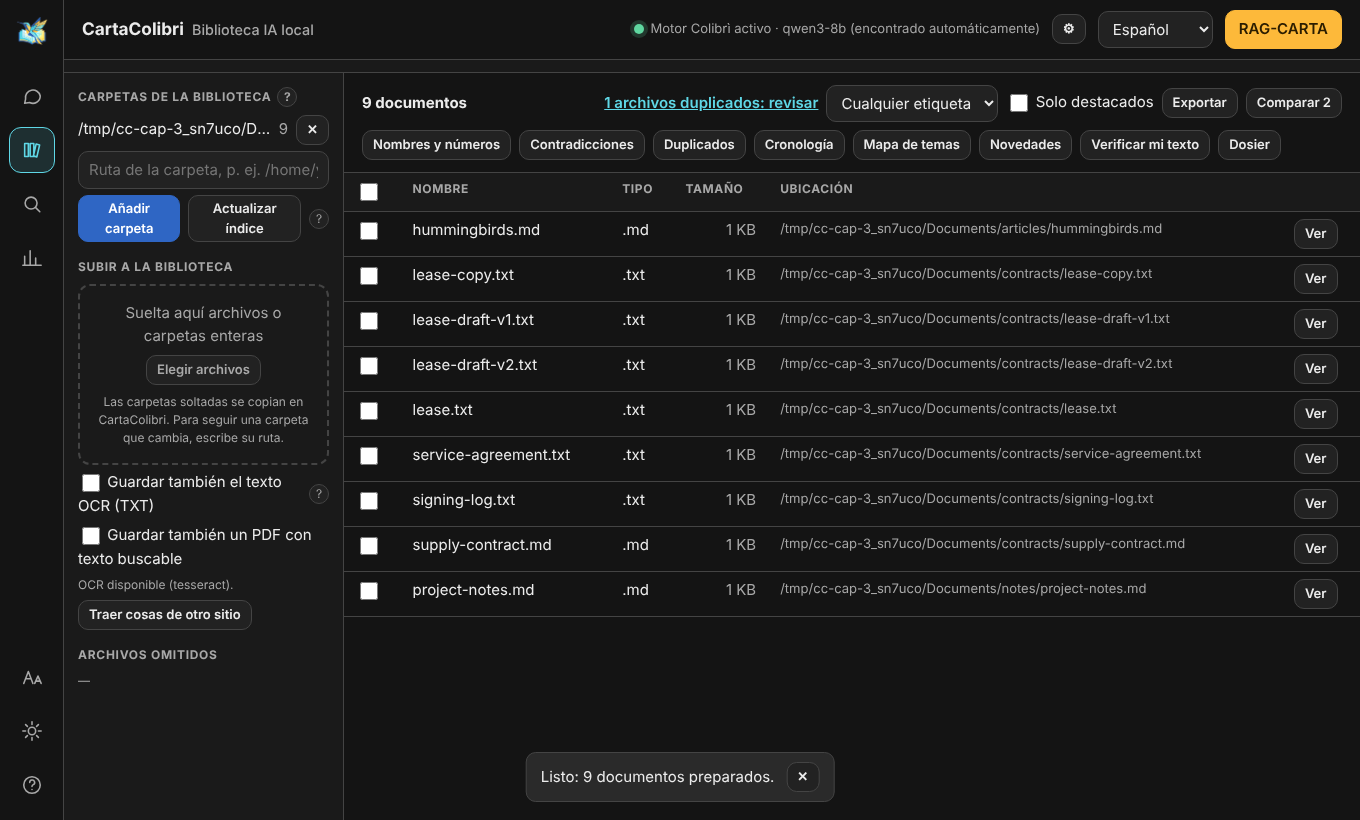 CartaColibri Biblioteca IA local
Motor Colibrì activo · qwen3-8b (encontrado automáticamente)
Español
RAG-CARTA
CARPETAS DE LA BIBLIOTECA ?
/tmp/cc-cap-3_sn7uco/D... 9 ×
Ruta de la carpeta, p. ej. /home/
Añadir carpeta
Actualizar índice
?
SUBIR A LA BIBLIOTECA
Suelta aquí archivos o
carpetas enteras
Elegir archivos
Las carpetas soltadas se copian en
CartaColibri. Para seguir una carpeta
que cambia, escribe su ruta.
Guardar también el texto
OCR (TXT)
?
Guardar también un PDF con
texto buscable
OCR disponible (tesseract).
Traer cosas de otro sitio
ARCHIVOS OMITIDOS
—
9 documentos
1 archivos duplicados: revisar
Cualquier etiqueta
Solo destacados
Exportar
Comparar 2
Nombres y números
Contradicciones
Duplicados
Cronología
Mapa de temas
Novedades
Verificar mi texto
Dosier
NOMBRE TIPO TAMAÑO UBICACIÓN
hummingbirds.md .md 1 KB /tmp/cc-cap-3_sn7uco/Documents/articles/hummingbirds.md Ver
lease-copy.txt .txt 1 KB /tmp/cc-cap-3_sn7uco/Documents/contracts/lease-copy.txt Ver
lease-draft-v1.txt .txt 1 KB /tmp/cc-cap-3_sn7uco/Documents/contracts/lease-draft-v1.txt Ver
lease-draft-v2.txt .txt 1 KB /tmp/cc-cap-3_sn7uco/Documents/contracts/lease-draft-v2.txt Ver
lease.txt .txt 1 KB /tmp/cc-cap-3_sn7uco/Documents/contracts/lease.txt Ver
service-agreement.txt .txt 1 KB /tmp/cc-cap-3_sn7uco/Documents/contracts/service-agreement.txt Ver
signing-log.txt .txt 1 KB /tmp/cc-cap-3_sn7uco/Documents/contracts/signing-log.txt Ver
supply-contract.md .md 1 KB /tmp/cc-cap-3_sn7uco/Documents/contracts/supply-contract.md Ver
project-notes.md .md 1 KB /tmp/cc-cap-3_sn7uco/Documents/notes/project-notes.md Ver
Listo: 9 documentos preparados. ×
AA
?